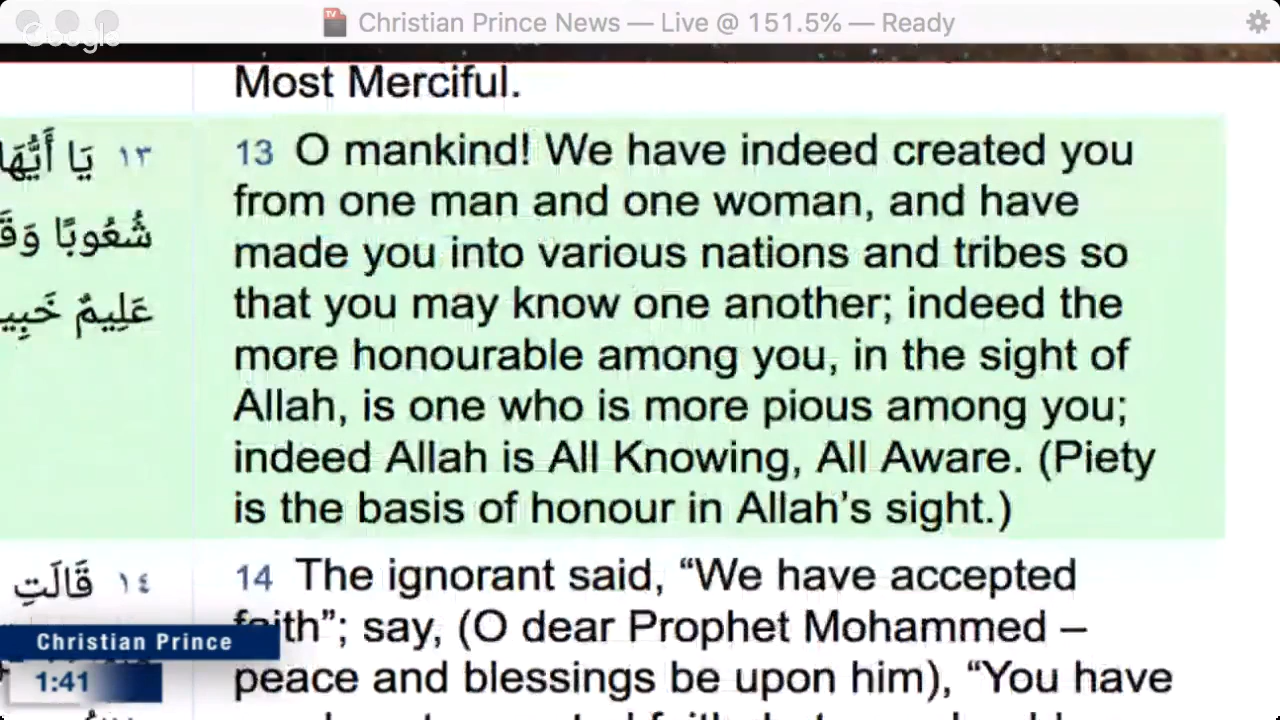 Christian Prince News — Live @ 151.5% — Ready
Google
Most Merciful.
١٣ يَا أَيُّهَا
شُعُوبًا وَقَ
عَلِيمٌ خَبِي
13 O mankind! We have indeed created you
from one man and one woman, and have
made you into various nations and tribes so
that you may know one another; indeed the
more honourable among you, in the sight of
Allah, is one who is more pious among you;
indeed Allah is All Knowing, All Aware. (Piety
is the basis of honour in Allah’s sight.)
١٤ قَالَتِ
14 The ignorant said, “We have accepted
faith”; say, (O dear Prophet Mohammed –
peace and blessings be upon him), “You have
Christian Prince
1:41